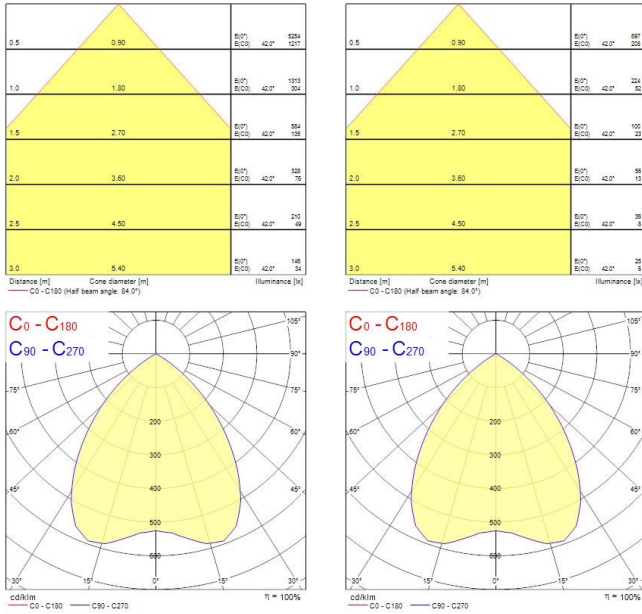 0.5 0.90 E(0°) 5254
E(C0) 42.0° 1217
1.0 1.80 E(0°) 1313
E(C0) 42.0° 304
1.5 2.70 E(0°) 584
E(C0) 42.0° 135
2.0 3.60 E(0°) 328
E(C0) 42.0° 76
2.5 4.50 E(0°) 210
E(C0) 42.0° 49
3.0 5.40 E(0°) 146
E(C0) 42.0° 34
Distance [m] Cone diameter [m] Illuminance [lx]
C0 - C180 (Half beam angle: 84.0°)
0.5 0.90 E(0°) 897
E(C0) 42.0° 208
1.0 1.80 E(0°) 224
E(C0) 42.0° 52
1.5 2.70 E(0°) 100
E(C0) 42.0° 23
2.0 3.60 E(0°) 56
E(C0) 42.0° 13
2.5 4.50 E(0°) 36
E(C0) 42.0° 8
3.0 5.40 E(0°) 25
E(C0) 42.0° 6
Distance [m] Cone diameter [m] Illuminance [lx]
C0 - C180 (Half beam angle: 84.0°)
C0 - C180
C90 - C270
105°
90°
75° 75°
60° 200 60°
300
45° 400 45°
500
600
30° 15° 0° 15° 30°
cd/klm η = 100%
C0 - C180 C90 - C270
C0 - C180
C90 - C270
105°
90°
75° 75°
60° 200 60°
300
45° 400 45°
500
600
30° 15° 0° 15° 30°
cd/klm η = 100%
C0 - C180 C90 - C270